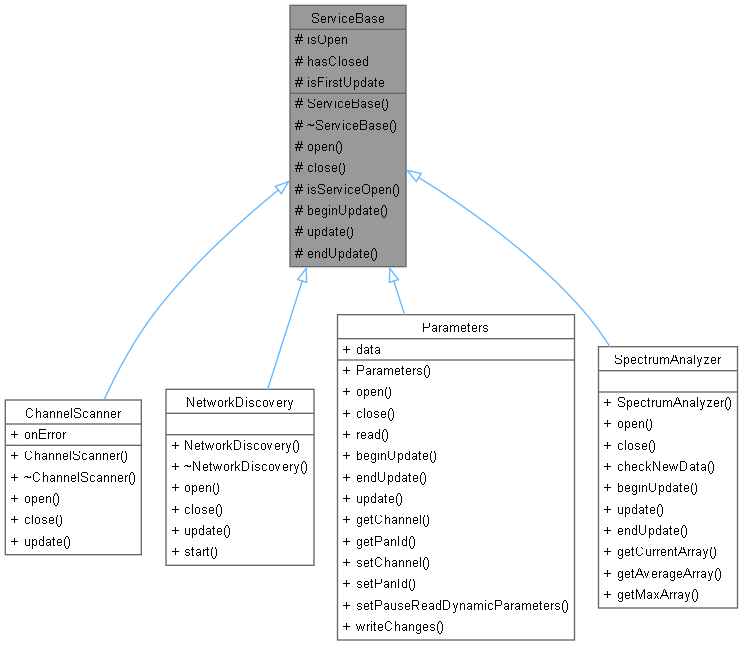 ServiceBase
# isOpen
# hasClosed
# isFirstUpdate
# ServiceBase()
# ~ServiceBase()
# open()
# close()
# isServiceOpen()
# beginUpdate()
# update()
# endUpdate()
ChannelScanner
+ onError
+ ChannelScanner()
+ ~ChannelScanner()
+ open()
+ close()
+ update()
NetworkDiscovery
+ NetworkDiscovery()
+ ~NetworkDiscovery()
+ open()
+ close()
+ update()
+ start()
Parameters
+ data
+ Parameters()
+ open()
+ close()
+ read()
+ beginUpdate()
+ endUpdate()
+ update()
+ getChannel()
+ getPanId()
+ setChannel()
+ setPanId()
+ setPauseReadDynamicParameters()
+ writeChanges()
SpectrumAnalyzer
+ SpectrumAnalyzer()
+ open()
+ close()
+ checkNewData()
+ beginUpdate()
+ update()
+ endUpdate()
+ getCurrentArray()
+ getAverageArray()
+ getMaxArray()